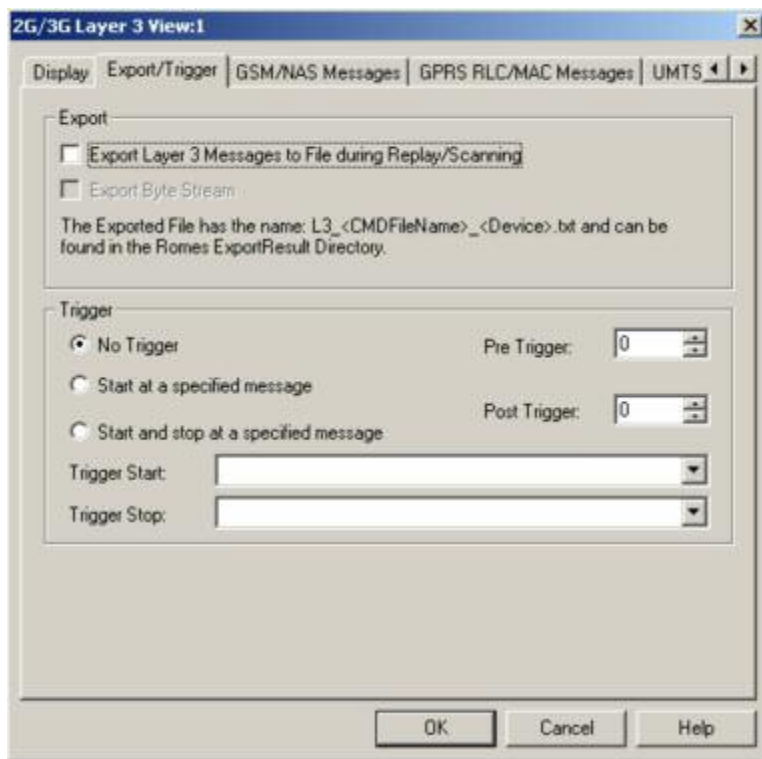 2G/3G Layer 3 View:1
Display
Export/Trigger
GSM/NAS Messages
GPRS RLC/MAC Messages
UMTS
Export
Export Layer 3 Messages to File during Replay/Scanning
Export Byte Stream
The Exported File has the name: L3_<CMDFileName>_<Device>.txt and can be
found in the Romes ExportResult Directory.
Trigger
No Trigger
Pre Trigger: 0
Start at a specified message
Post Trigger: 0
Start and stop at a specified message
Trigger Start:
Trigger Stop:
OK
Cancel
Help